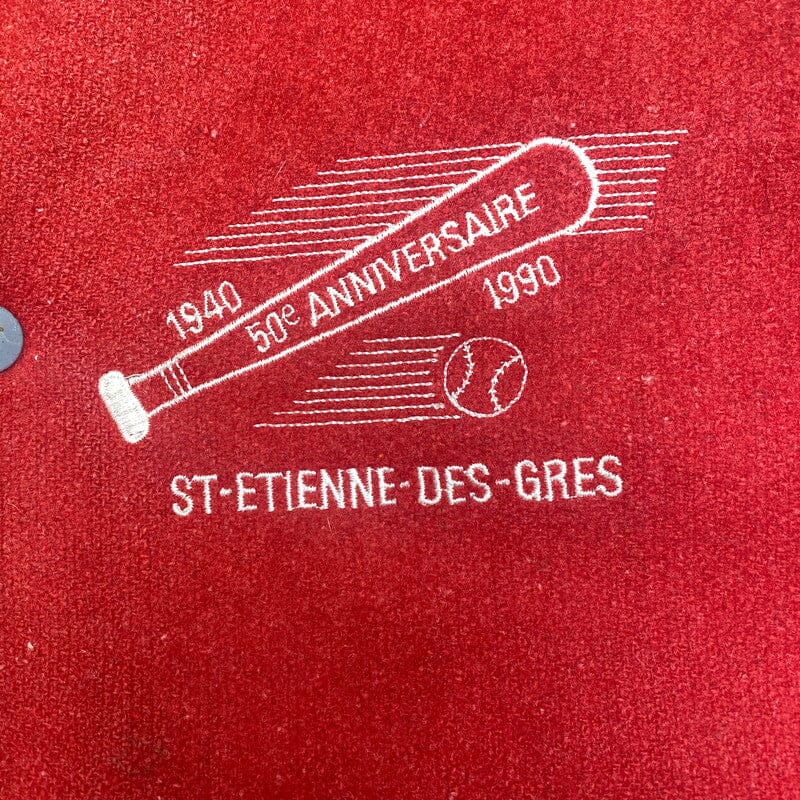 1940
50e ANNIVERSAIRE
1990
ST-ETIENNE-DES-GRES